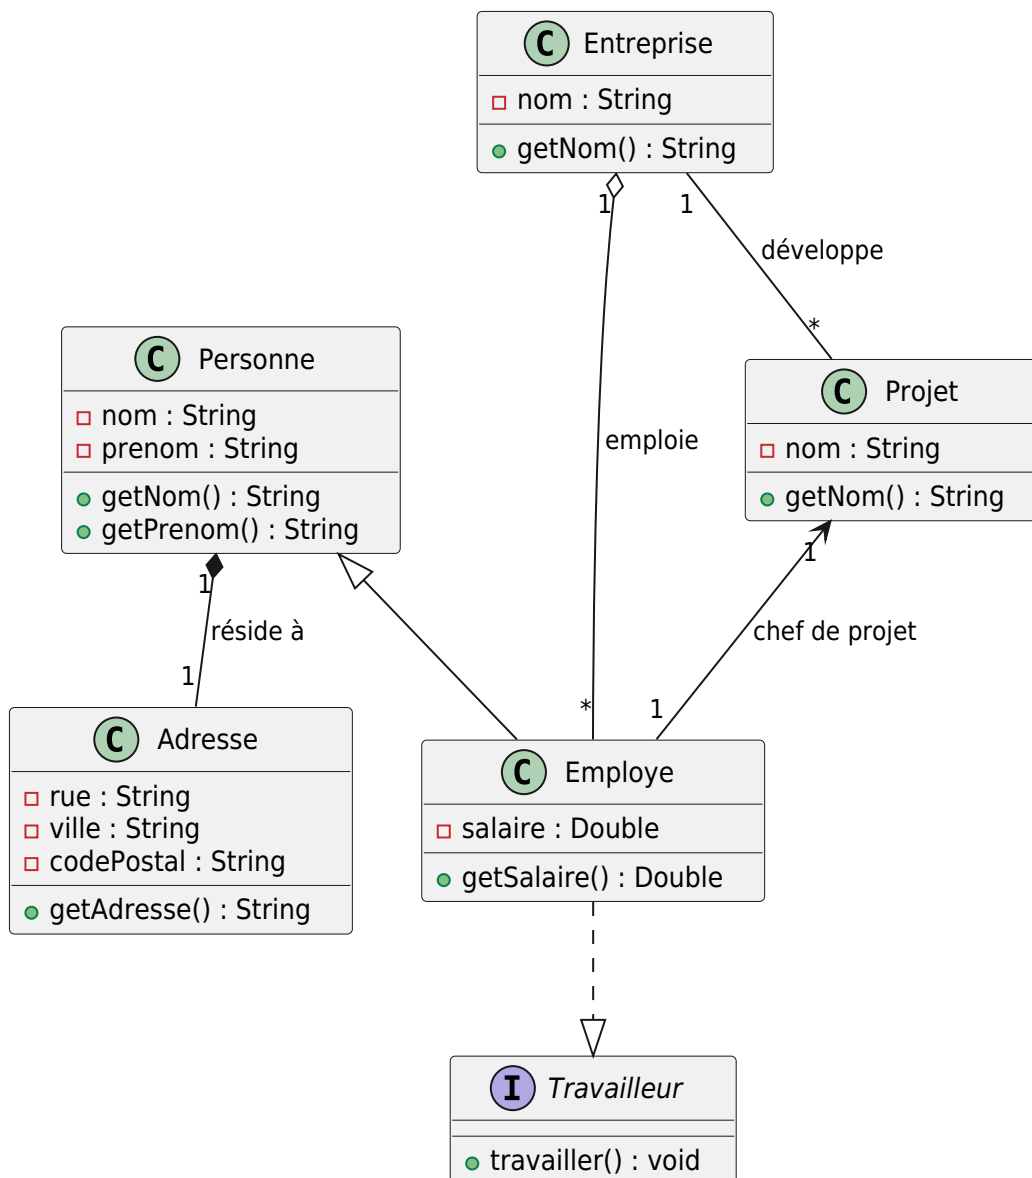 C Entreprise
nom : String
getNom() : String
1
1
développe
*
C Personne
nom : String
prenom : String
getNom() : String
getPrenom() : String
emploie
C Projet
nom : String
getNom() : String
1
réside à
1
1
chef de projet
*
1
C Adresse
rue : String
ville : String
codePostal : String
getAdresse() : String
C Employe
salaire : Double
getSalaire() : Double
I Travailleur
travailler() : void